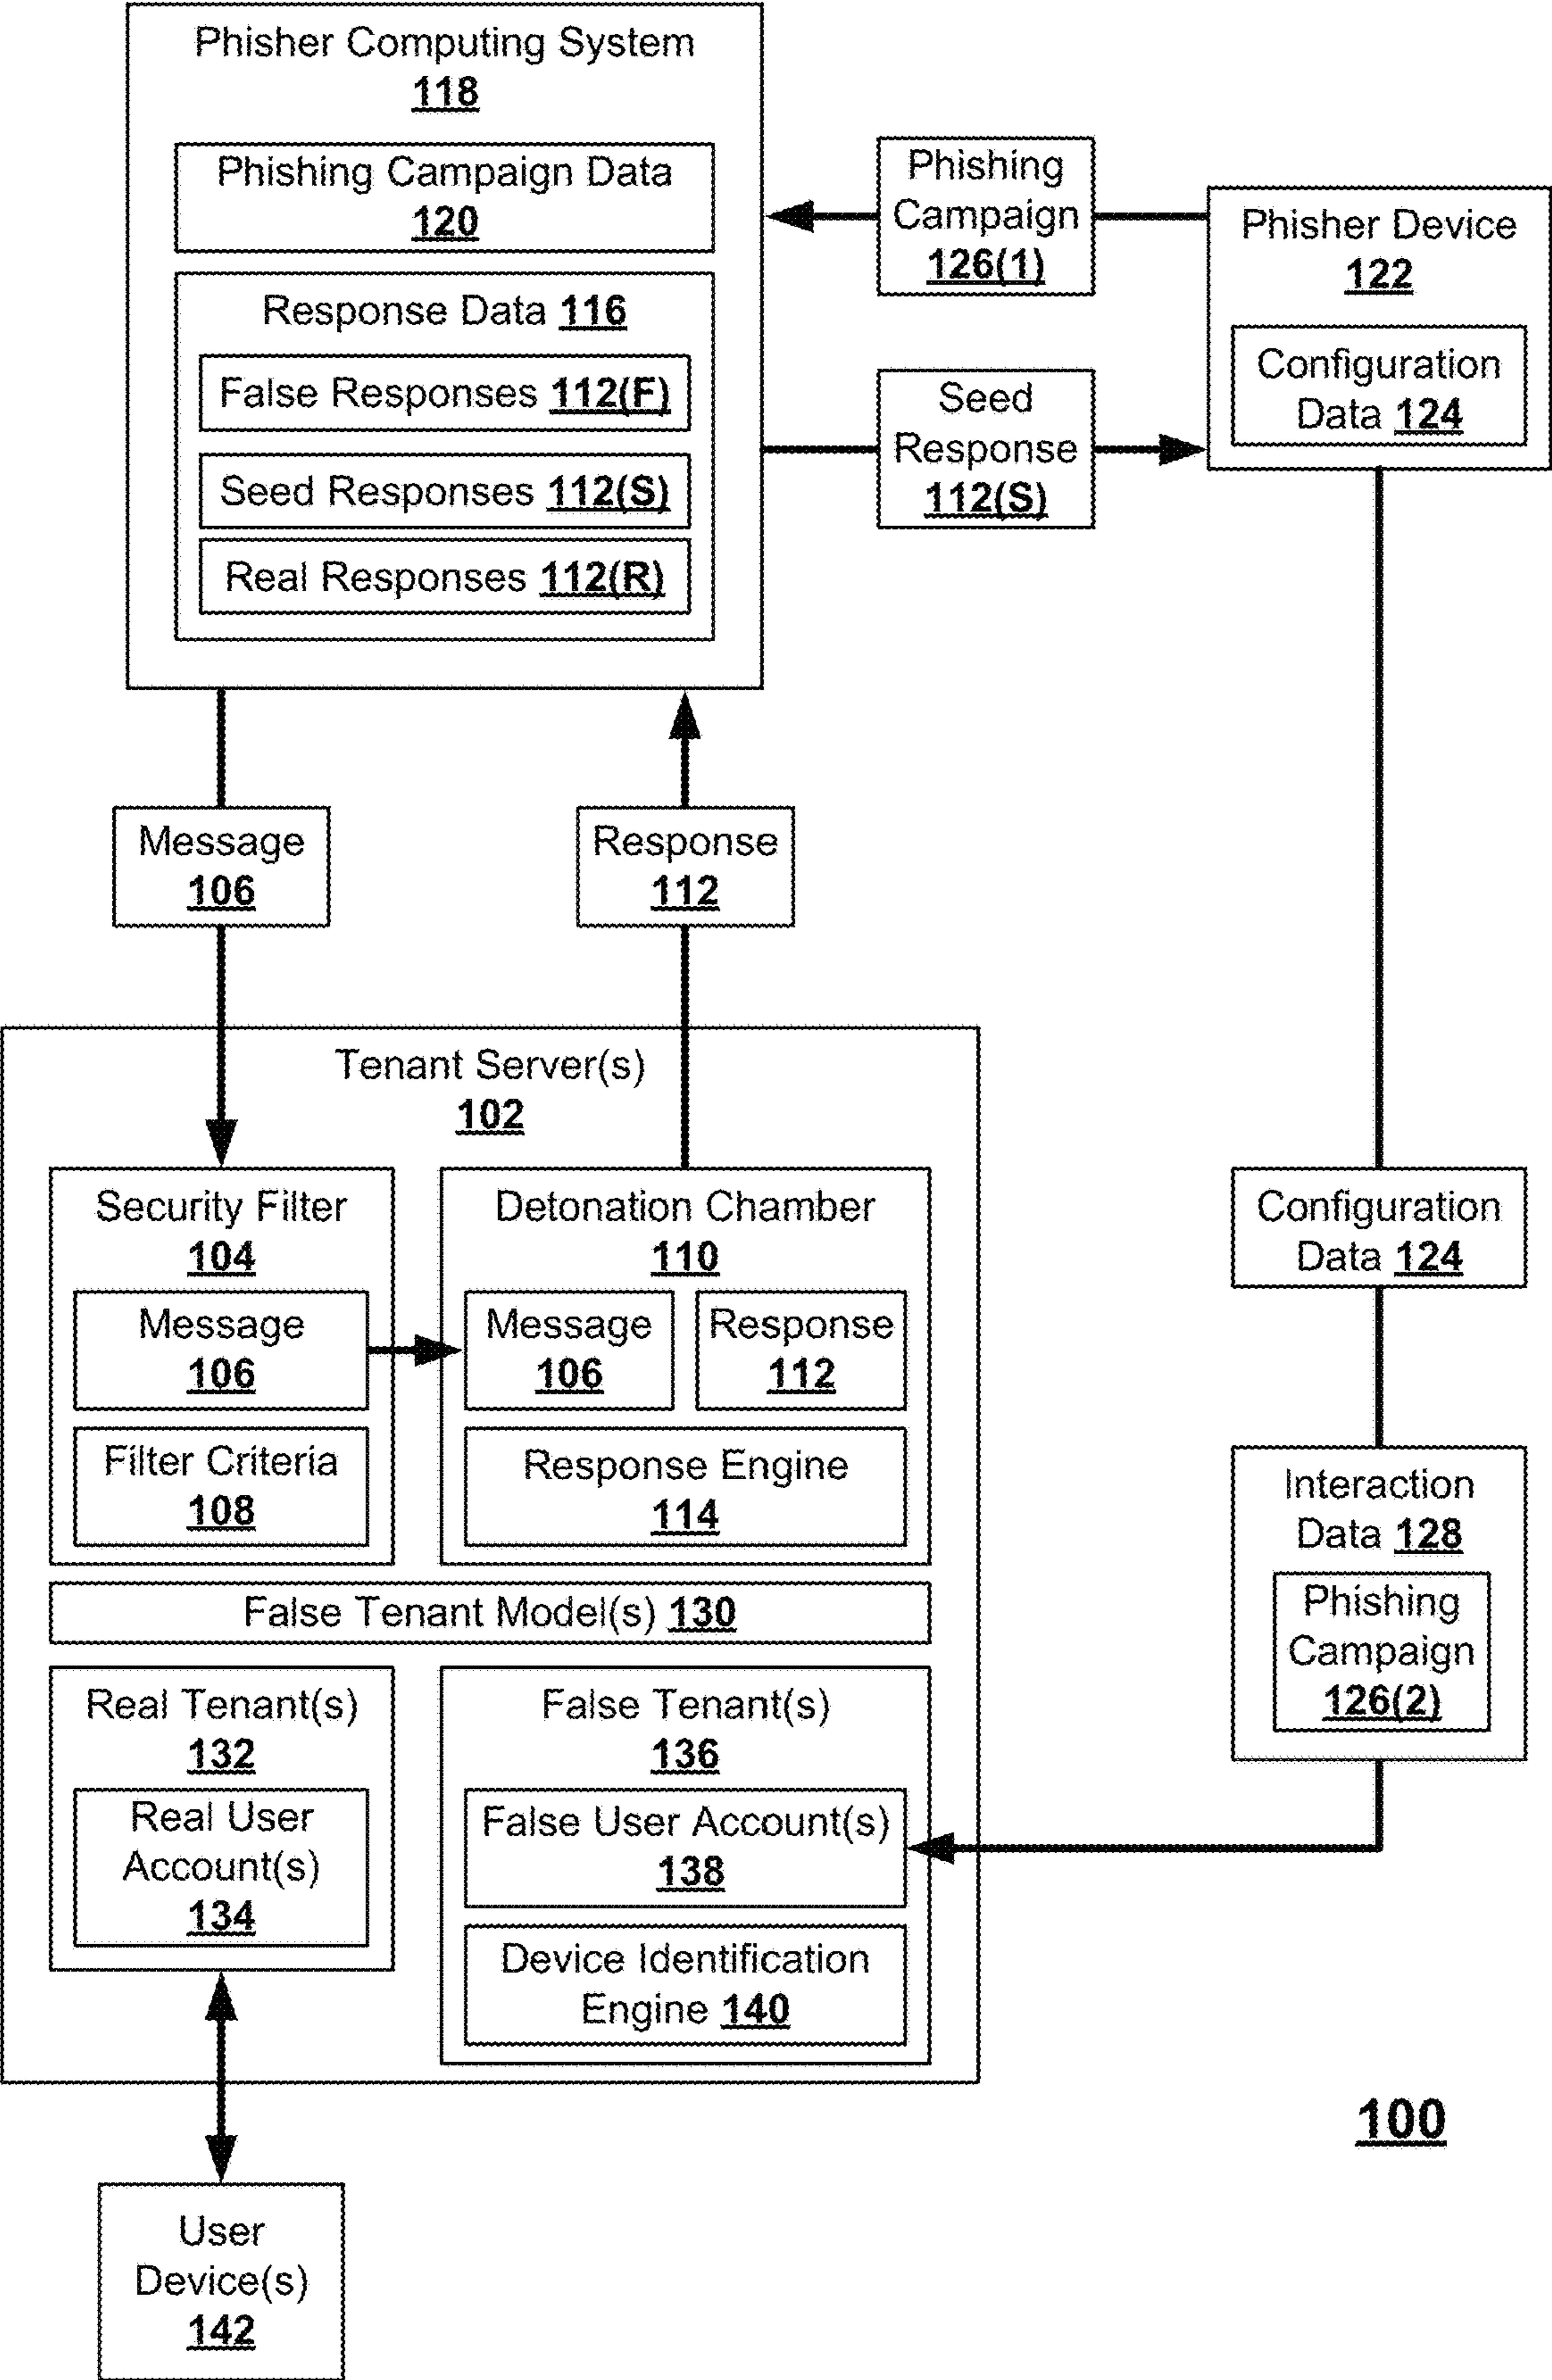 Phisher Computing System
118
Phishing Campaign Data
120
Response Data 116
False Responses 112(F)
Seed Responses 112(S)
Real Responses 112(R)
Phishing
Campaign
126(1)
Seed
Response
112(S)
Phisher Device
122
Configuration
Data 124
Message
106
Response
112
Tenant Server(s)
102
Security Filter
104
Message
106
Filter Criteria
108
Detonation Chamber
110
Message
106
Response
112
Response Engine
114
Configuration
Data 124
Interaction
Data 128
Phishing
Campaign
126(2)
False Tenant Model(s) 130
Real Tenant(s)
132
Real User
Account(s)
134
False Tenant(s)
136
False User Account(s)
138
Device Identification
Engine 140
100
User
Device(s)
142